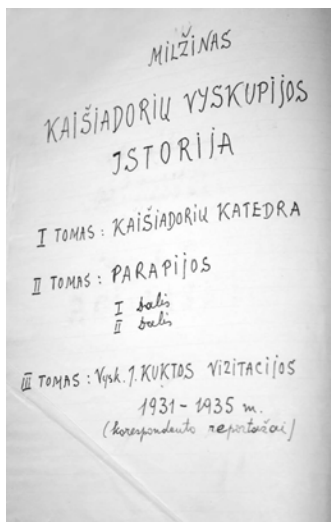 MILŽINAS
KAIŠIADORIŲ VYSKUPIJOS
ISTORIJA
I TOMAS: KAIŠIADORIŲ KATEDRA
II TOMAS: PARAPIJOS
I dalis
II dalis
III TOMAS: Vysk. J. KUKTOS VIZITACIJOS
1931-1935 m.
(korespondento reportažai)